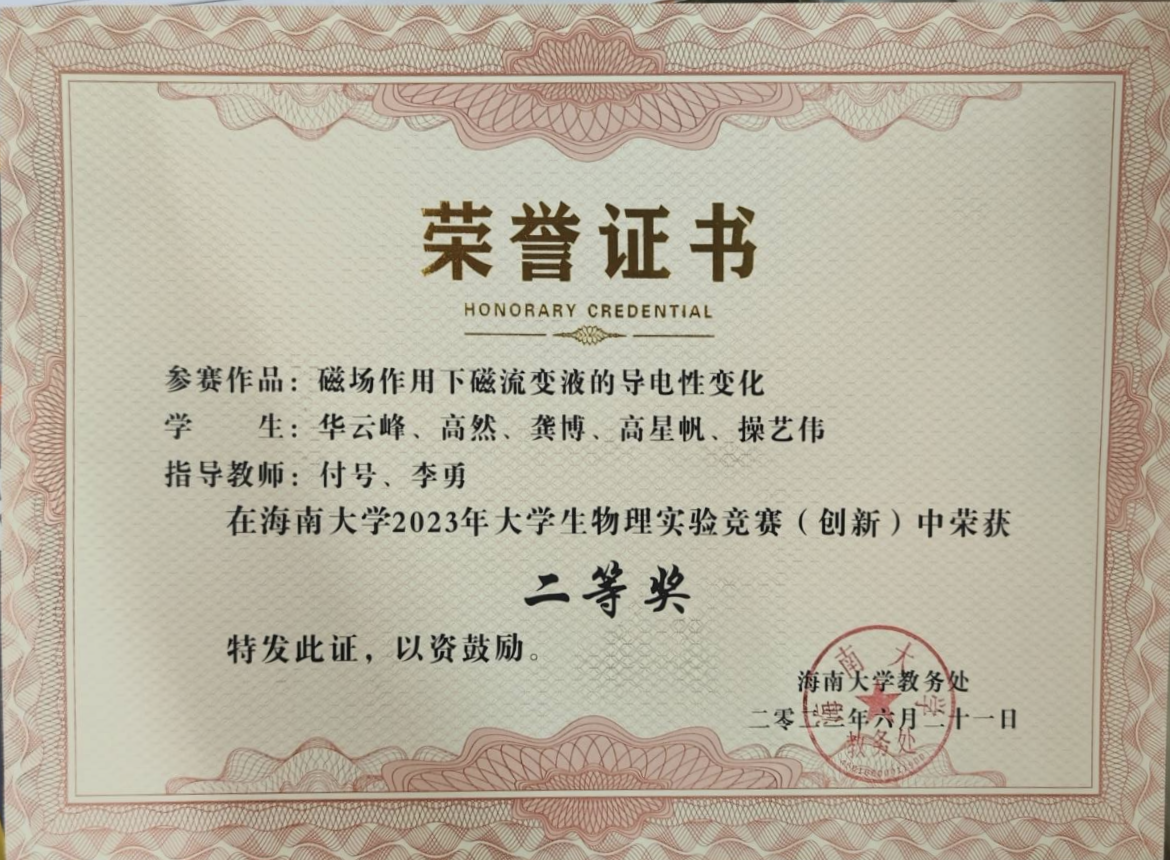 荣誉证书
HONORARY CREDENTIAL
参赛作品：磁场作用下磁流变液的导电性变化
学　　生：华云峰、高然、龚博、高星帆、操艺伟
指导教师：付号、李勇
在海南大学2023年大学生物理实验竞赛（创新）中荣获
二等奖
特发此证，以资鼓励。
海南大学教务处
二零二三年六月二十一日
海南大学
教务处